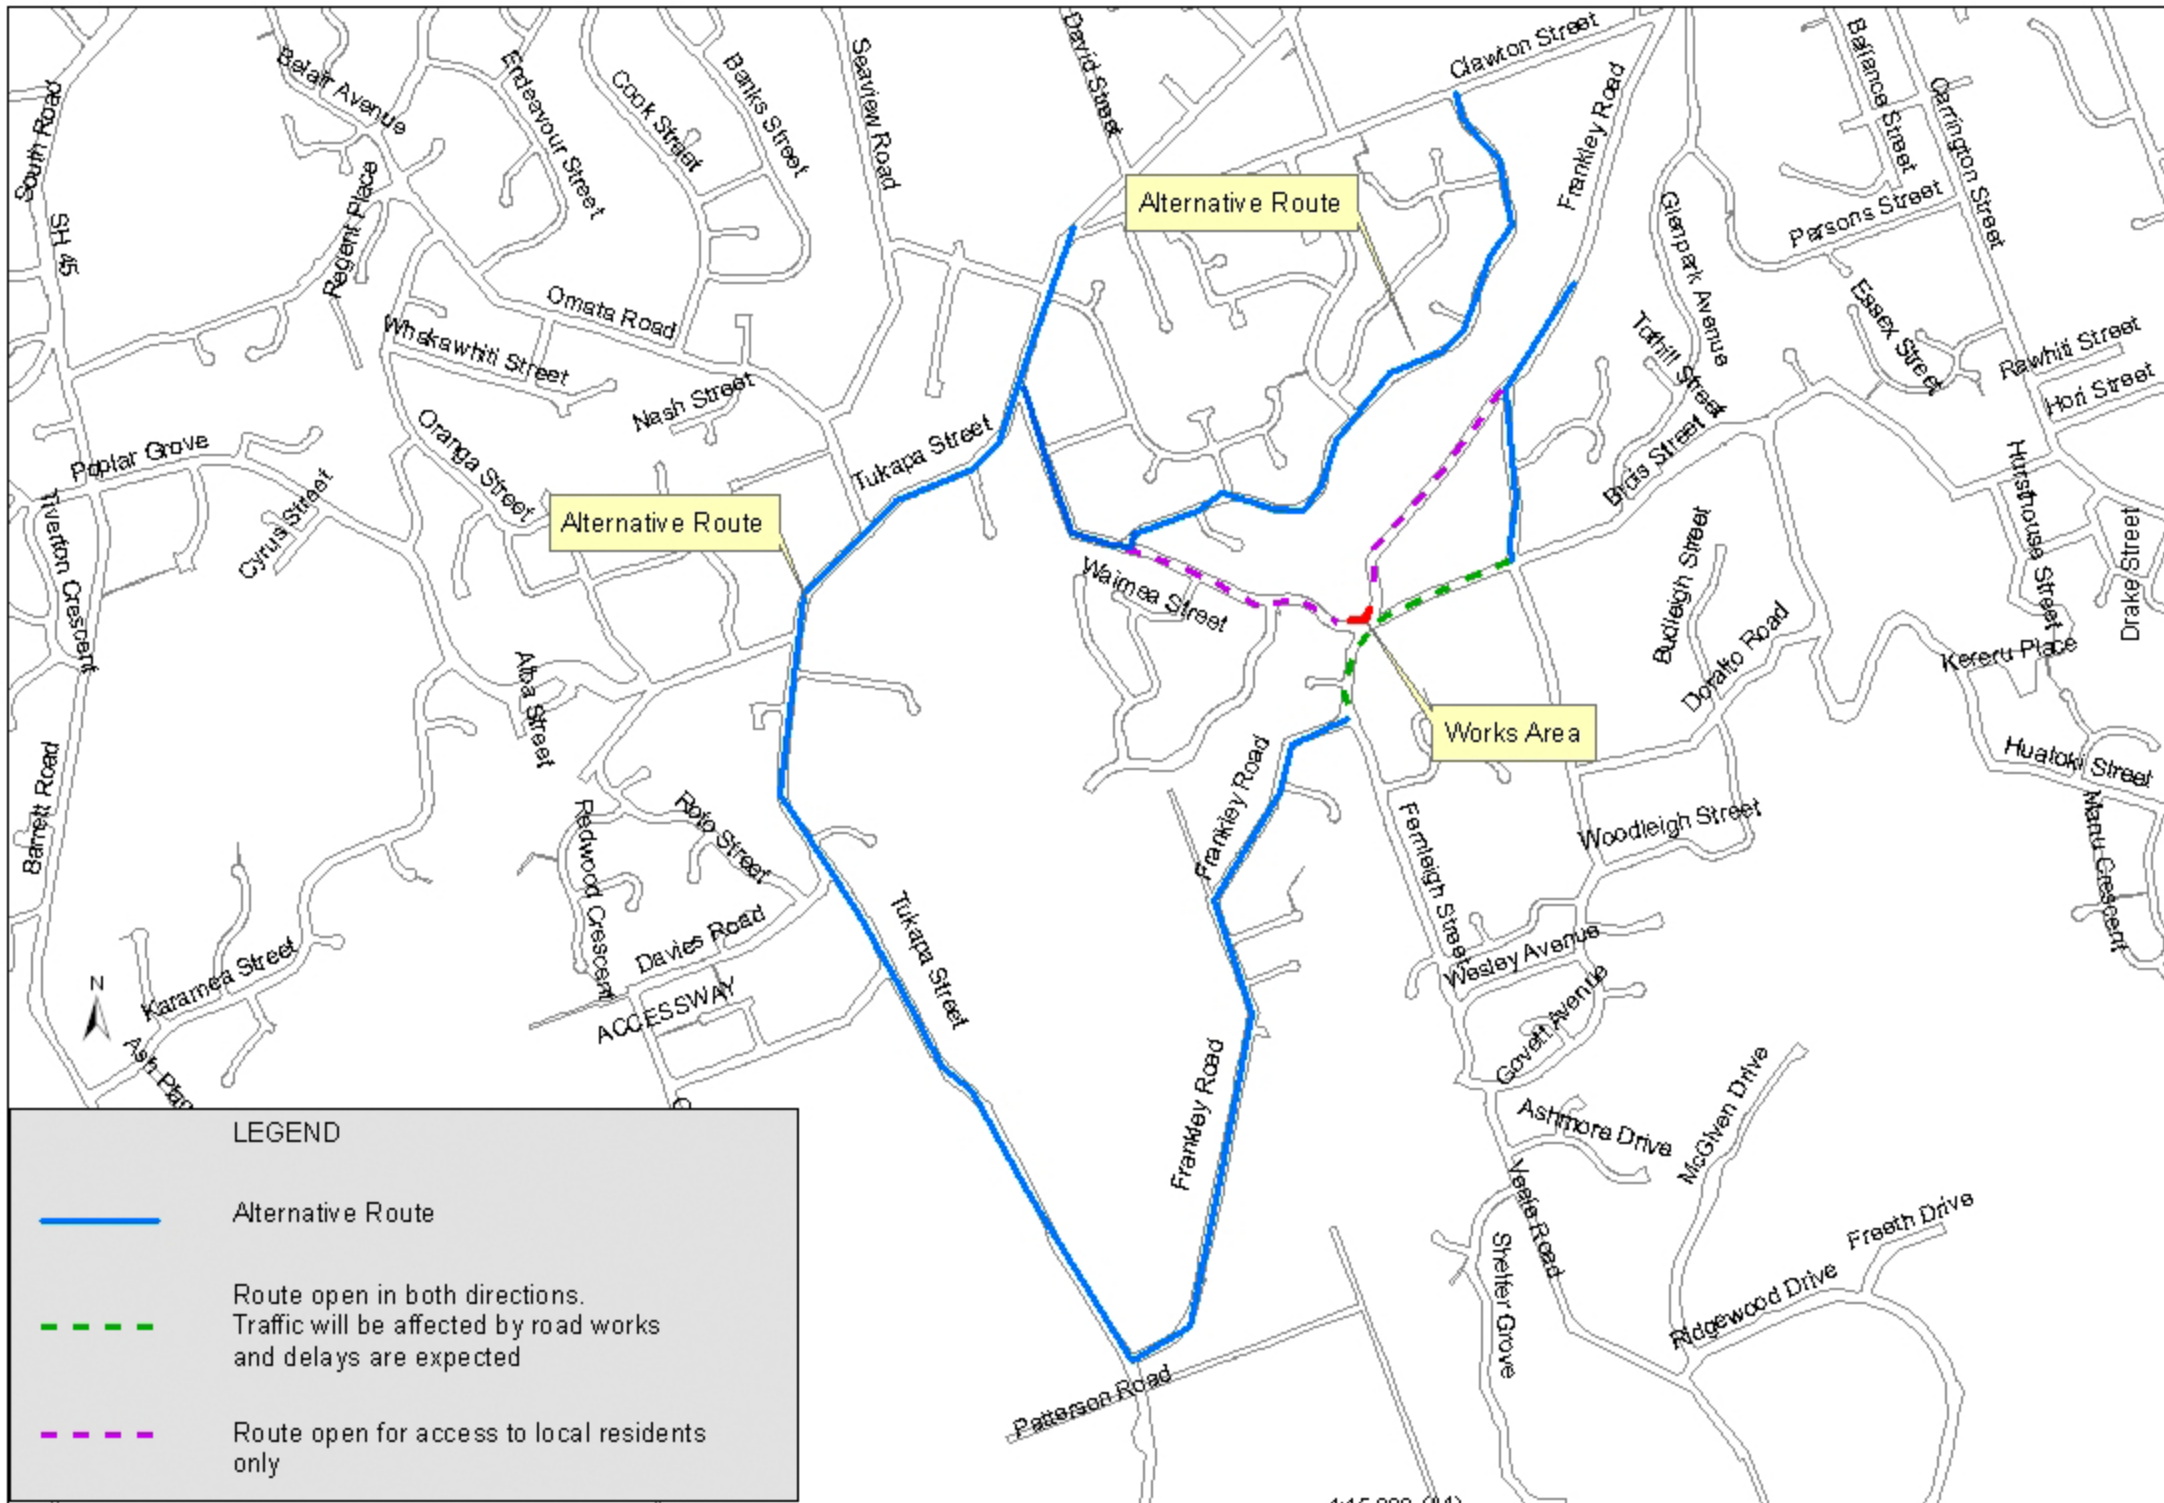 Belair Avenue
Endeavour Street
Cook Street
Banks Street
Seaview Road
David Street
Clawton Street
Frankley Road
Ballance Street
Carrington Street
South Road
SH 45
Regent Place
Alternative Route
Glenpark Avenue
Parsons Street
Omata Road
Whakawhiti Street
Nash Street
Tothill Street
Essex Street
Rawhiti Street
Hori Street
Poplar Grove
Oranga Street
Tukapa Street
Brois Street
Tiverton Crescent
Cyrus Street
Alternative Route
Waimea Street
Budleigh Street
Hursthouse Street
Drake Street
Doralto Road
Kereru Place
Alba Street
Works Area
Huatoki Street
Barrett Road
Redwood Crescent
Roto Street
Frankley Road
Fernleigh Street
Woodleigh Street
Manu Crescent
Davies Road
Tukapa Street
Wesley Avenue
N
Karamea Street
ACCESSWAY
Govett Avenue
Ash Plac
Frankley Road
Ashmore Drive
McGiven Drive
Veale Road
Shelter Grove
Freeth Drive
Ridgewood Drive
Patterson Road
LEGEND
Alternative Route
Route open in both directions.
Traffic will be affected by road works
and delays are expected
Route open for access to local residents
only